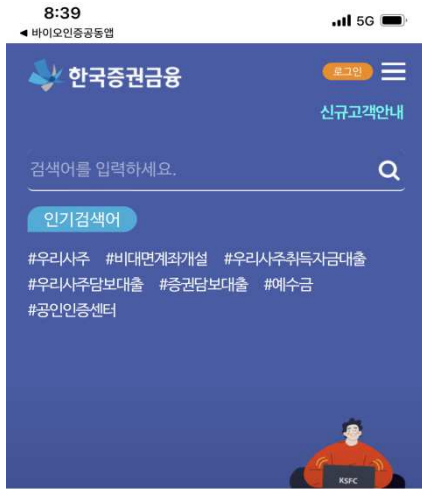 8:39
5G
◀ 바이오인증공동앱
한국증권금융
로그인
신규고객안내
검색어를 입력하세요.
인기검색어
#우리사주 #비대면계좌개설 #우리사주취득자금대출
#우리사주담보대출 #증권담보대출 #예수금
#공인인증센터
KSFC